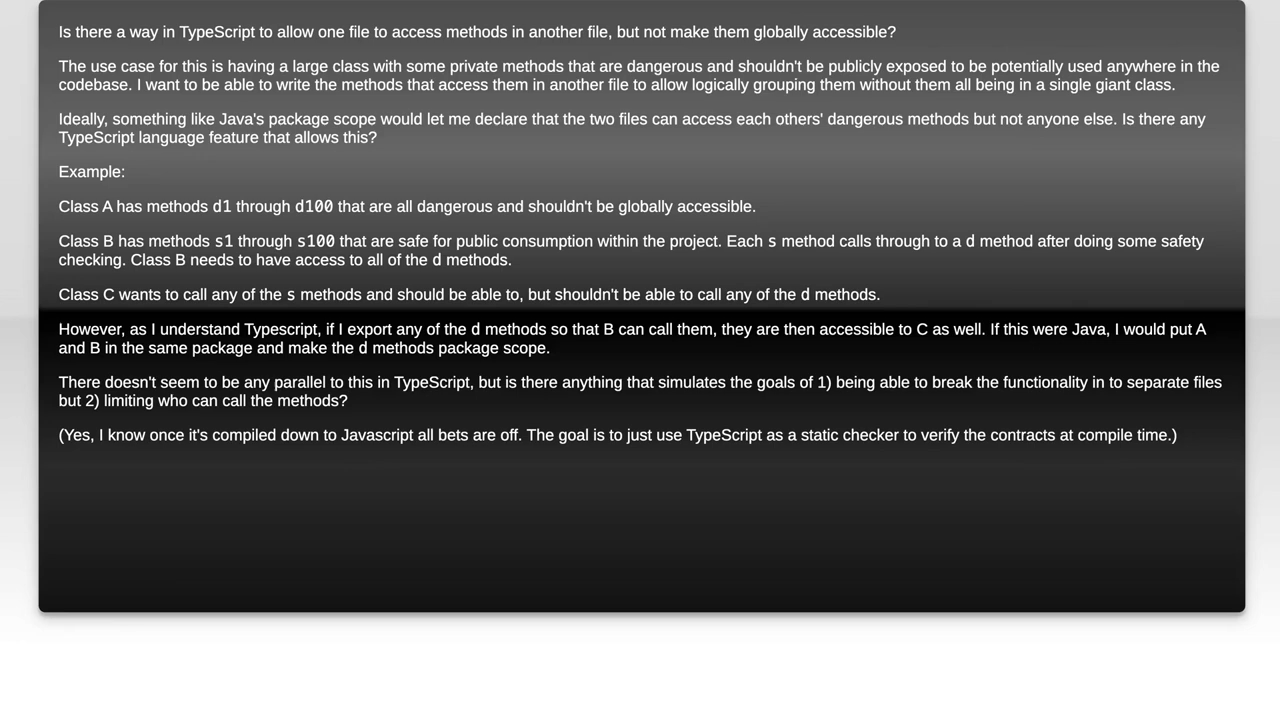 Is there a way in TypeScript to allow one file to access methods in another file, but not make them globally accessible?
The use case for this is having a large class with some private methods that are dangerous and shouldn't be publicly exposed to be potentially used anywhere in the
codebase. I want to be able to write the methods that access them in another file to allow logically grouping them without them all being in a single giant class.
Ideally, something like Java's package scope would let me declare that the two files can access each others' dangerous methods but not anyone else. Is there any
TypeScript language feature that allows this?
Example:
Class A has methods d1 through d100 that are all dangerous and shouldn't be globally accessible.
Class B has methods s1 through s100 that are safe for public consumption within the project. Each s method calls through to a d method after doing some safety
checking. Class B needs to have access to all of the d methods.
Class C wants to call any of the s methods and should be able to, but shouldn't be able to call any of the d methods.
However, as I understand Typescript, if I export any of the d methods so that B can call them, they are then accessible to C as well. If this were Java, I would put A
and B in the same package and make the d methods package scope.
There doesn't seem to be any parallel to this in TypeScript, but is there anything that simulates the goals of 1) being able to break the functionality in to separate files
but 2) limiting who can call the methods?
(Yes, I know once it's compiled down to Javascript all bets are off. The goal is to just use TypeScript as a static checker to verify the contracts at compile time.)